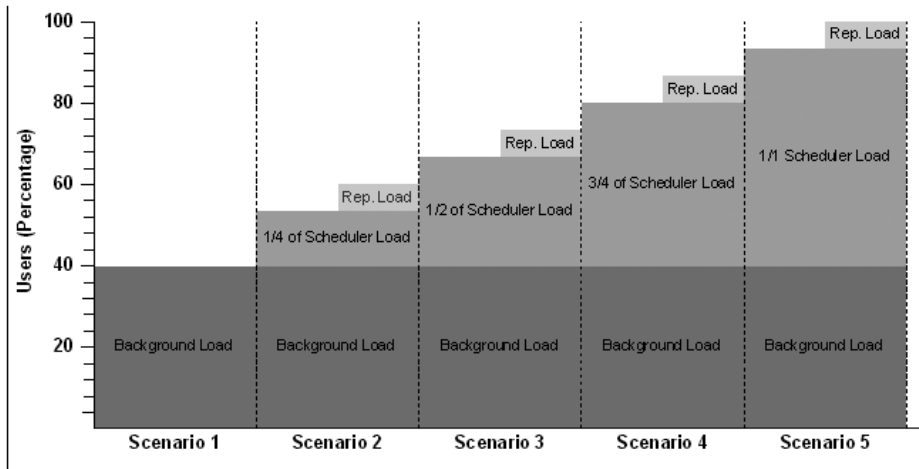 100
Rep. Load
Rep. Load
80
Rep. Load
1/1 Scheduler Load
3/4 of Scheduler Load
60
Rep. Load
1/2 of Scheduler Load
1/4 of Scheduler Load
40
20
Background Load
Background Load
Background Load
Background Load
Background Load
Users (Percentage)
Scenario 1
Scenario 2
Scenario 3
Scenario 4
Scenario 5